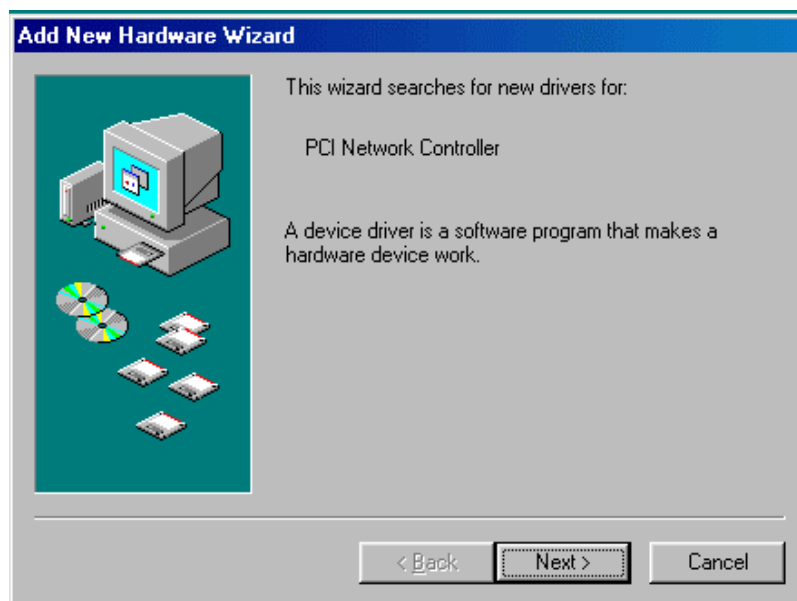 Add New Hardware Wizard
This wizard searches for new drivers for:
PCI Network Controller
A device driver is a software program that makes a
hardware device work.
< Back
Next >
Cancel